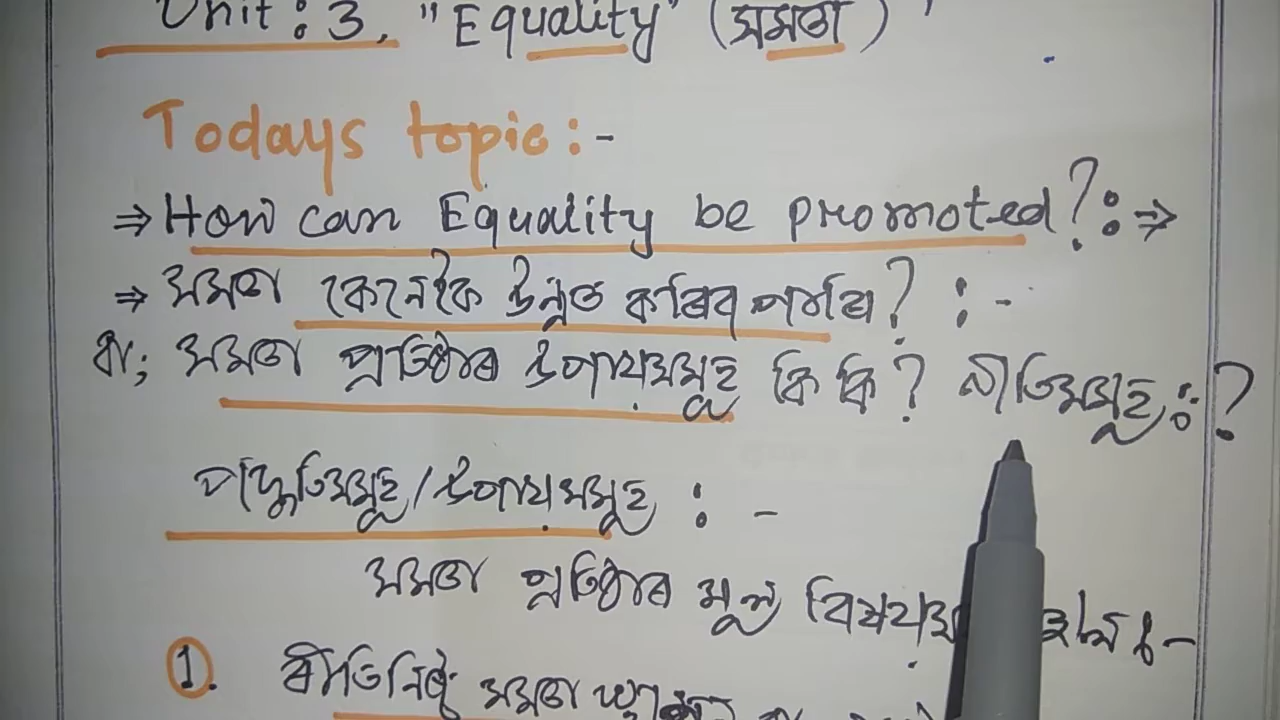 Unit: 3. "Equality" (সমতা)
Todays topic:-
⇒ How can Equality be promoted?:⇒
⇒ সমতা কেনেকৈ উন্নত কৰিব পাৰি? :-
বা; সমতা প্ৰতিষ্ঠাৰ উপায়সমূহ কি কি? নীতিসমূহ:?
পদ্ধতিসমূহ/উপায়সমূহ :-
সমতা প্ৰতিষ্ঠাৰ মূল বিষয়
1. ৰীতিনিষ্ঠ সমতা